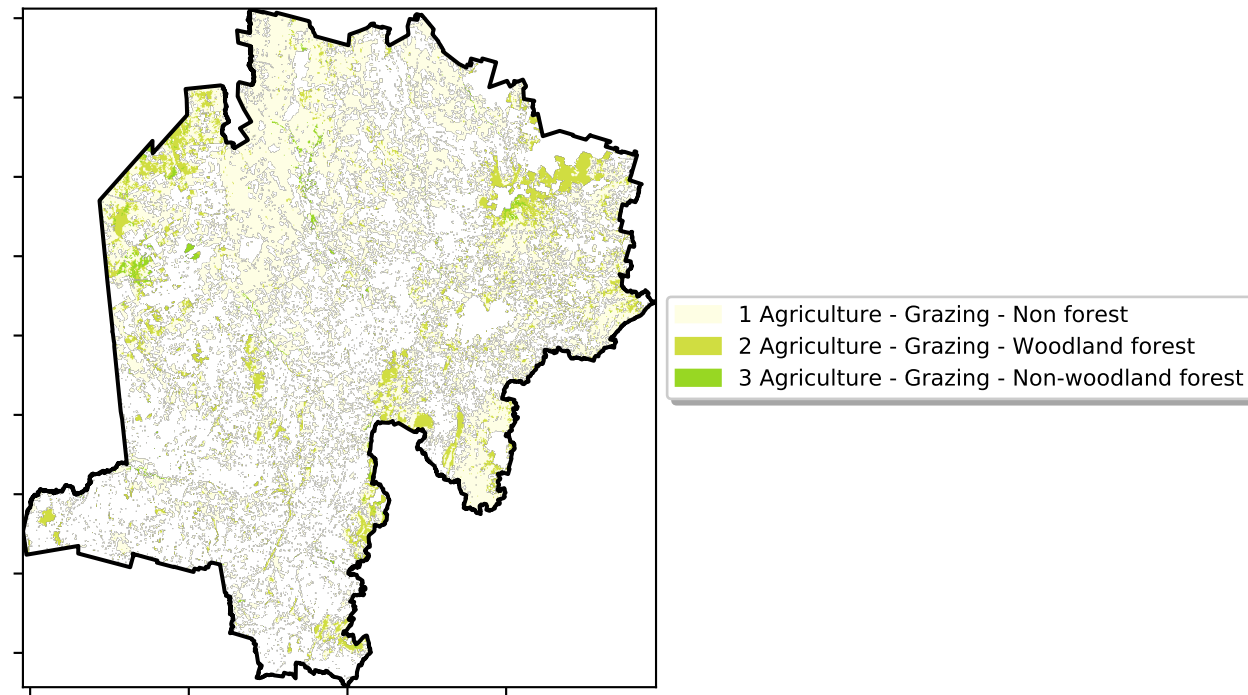 1 Agriculture - Grazing - Non forest
2 Agriculture - Grazing - Woodland forest
3 Agriculture - Grazing - Non-woodland forest